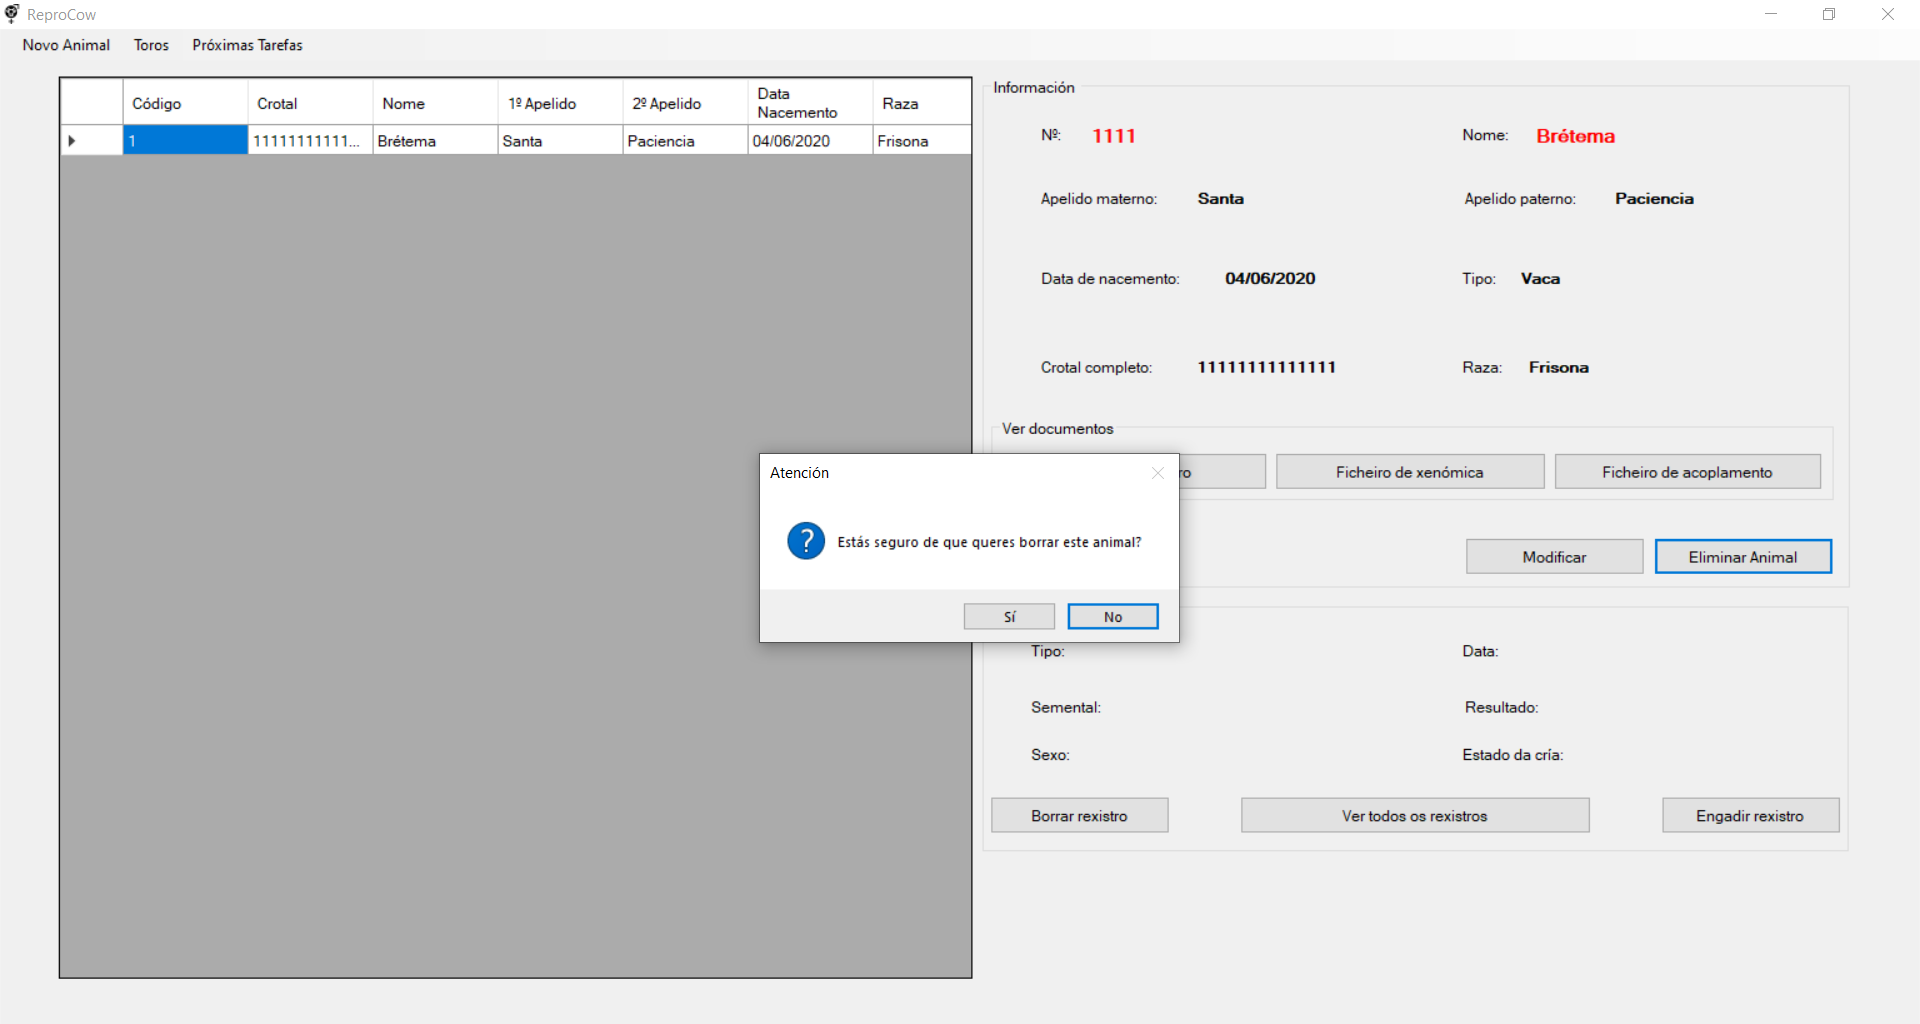 ReproCow
Novo Animal Toros Próximas Tarefas
Código Crotal Nome 1º Apelido 2º Apelido Data Nacemento Raza
1 11111111111... Brétema Santa Paciencia 04/06/2020 Frisona
Información
Nº: 1111 Nome: Brétema
Apelido materno: Santa Apelido paterno: Paciencia
Data de nacemento: 04/06/2020 Tipo: Vaca
Crotal completo: 11111111111111 Raza: Frisona
Ver documentos
ro Ficheiro de xenómica Ficheiro de acoplamento
Modificar Eliminar Animal
Atención
Estás seguro de que queres borrar este animal?
Sí No
Tipo: Data:
Semental: Resultado:
Sexo: Estado da cría:
Borrar rexistro Ver todos os rexistros Engadir rexistro